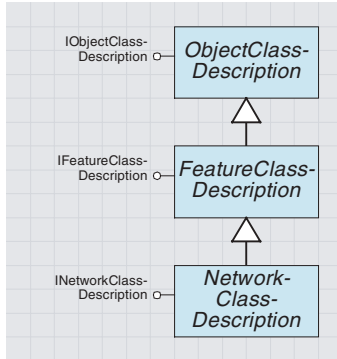 IObjectClass-
Description
ObjectClass-
Description
IFeatureClass-
Description
FeatureClass-
Description
INetworkClass-
Description
Network-
Class-
Description